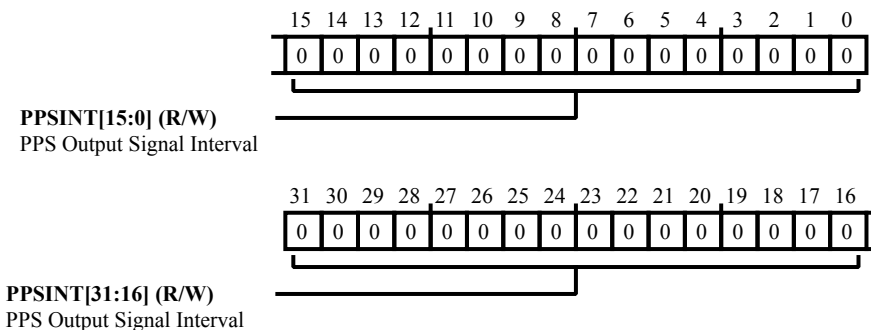 15 14 13 12 11 10 9 8 7 6 5 4 3 2 1 0
0 0 0 0 0 0 0 0 0 0 0 0 0 0 0 0
PPSINT[15:0] (R/W)
PPS Output Signal Interval
31 30 29 28 27 26 25 24 23 22 21 20 19 18 17 16
0 0 0 0 0 0 0 0 0 0 0 0 0 0 0 0
PPSINT[31:16] (R/W)
PPS Output Signal Interval